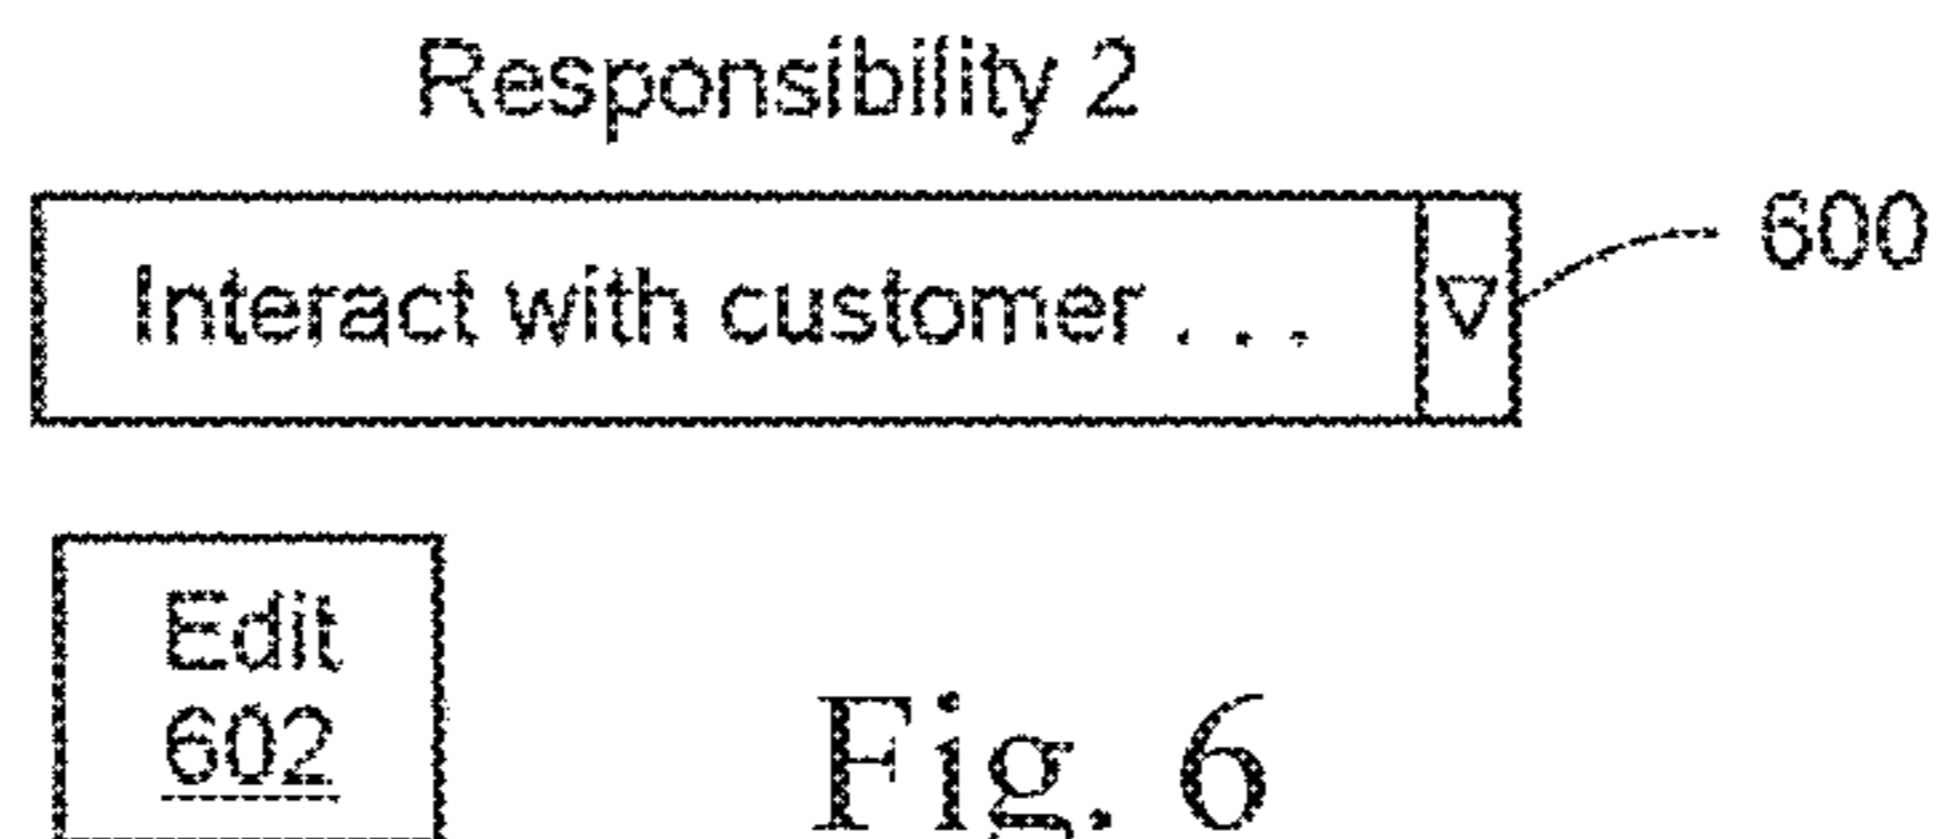 Responsibility 2
Interact with customer . . .
600
Edit
602
Fig. 6